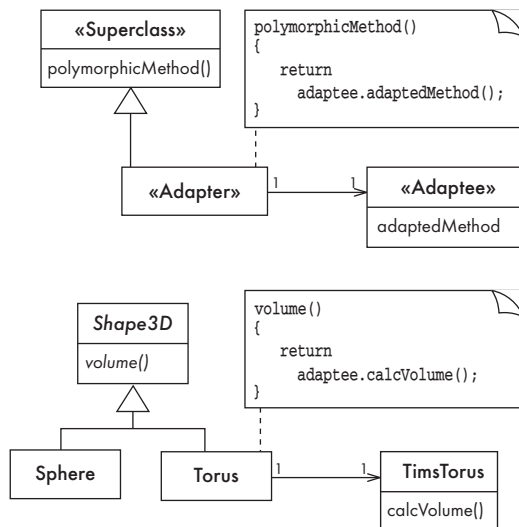 «Superclass»
polymorphicMethod()
polymorphicMethod()
{
return
adaptee.adaptedMethod();
}
«Adapter»
1
1
«Adaptee»
adaptedMethod
Shape3D
volume()
volume()
{
return
adaptee.calcVolume();
}
Sphere
Torus
1
1
TimsTorus
calcVolume()